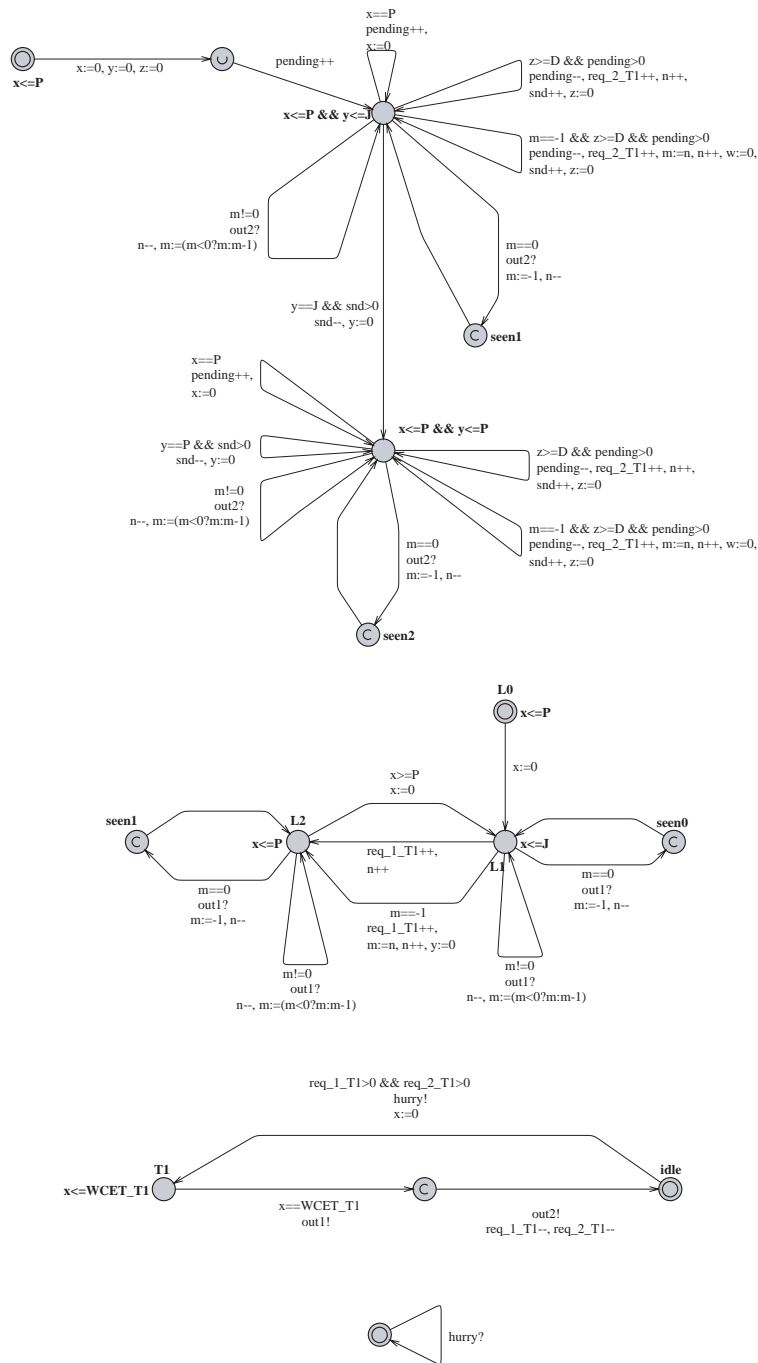 x==P
pending++,
x:=0
x<=P
x:=0, y:=0, z:=0
pending++
z>=D && pending>0
pending--, req_2_T1++, n++,
snd++, z:=0
x<=P && y<=J
m==-1 && z>=D && pending>0
pending--, req_2_T1++, m:=n, n++, w:=0,
snd++, z:=0
m!=0
out2?
n--, m:=(m<0?m:m-1)
m==0
out2?
m:=-1, n--
y==J && snd>0
snd--, y:=0
seen1
x==P
pending++,
x:=0
x<=P && y<=P
y==P && snd>0
snd--, y:=0
z>=D && pending>0
pending--, req_2_T1++, n++,
snd++, z:=0
m!=0
out2?
n--, m:=(m<0?m:m-1)
m==-1 && z>=D && pending>0
pending--, req_2_T1++, m:=n, n++, w:=0,
snd++, z:=0
m==0
out2?
m:=-1, n--
seen2
L0
x<=P
x:=0
x>=P
x:=0
seen1
L2
x<=P
req_1_T1++,
n++
L1
x<=J
seen0
m==0
out1?
m:=-1, n--
m==-1
req_1_T1++,
m:=n, n++, y:=0
m==0
out1?
m:=-1, n--
m!=0
out1?
n--, m:=(m<0?m:m-1)
m!=0
out1?
n--, m:=(m<0?m:m-1)
req_1_T1>0 && req_2_T1>0
hurry!
x:=0
T1
x<=WCET_T1
idle
x==WCET_T1
out1!
out2!
req_1_T1--, req_2_T1--
hurry?